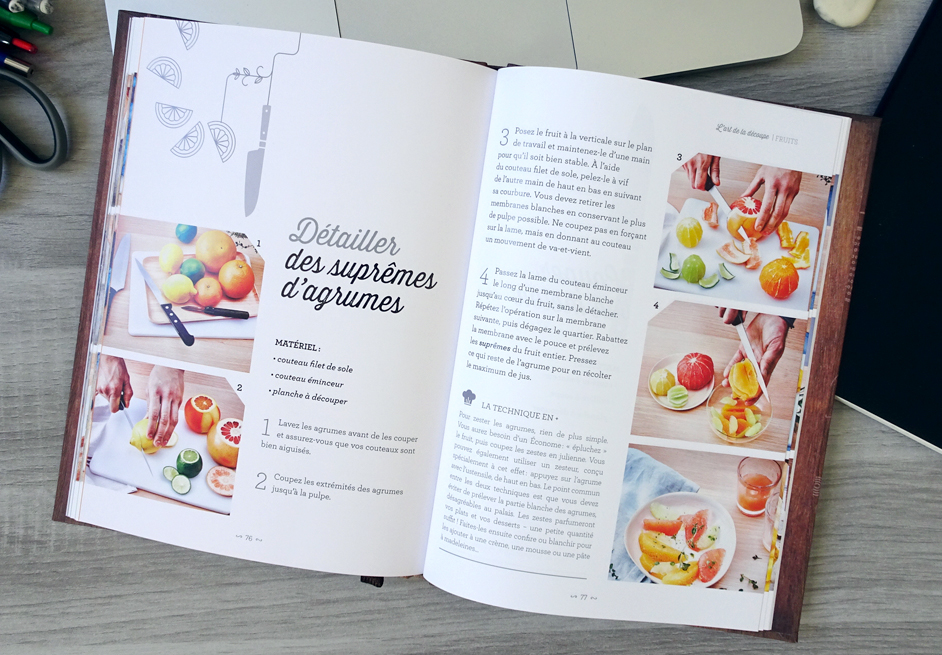 1
Détailler
des suprêmes
d'agrumes
MATÉRIEL :
• couteau filet de sole
• couteau éminceur
• planche à découper
2
1 Lavez les agrumes avant de les couper
et assurez-vous que vos couteaux sont
bien aiguisés.
2 Coupez les extrémités des agrumes
jusqu'à la pulpe.
76
L'art de la découpe | FRUITS
3 Posez le fruit à la verticale sur le plan
de travail et maintenez-le d'une main
pour qu'il soit bien stable. À l'aide
du couteau filet de sole, pelez-le à vif
de l'autre main de haut en bas en suivant
sa courbure. Vous devez retirer les
membranes blanches en conservant le plus
de pulpe possible. Ne coupez pas en forçant
sur la lame, mais en donnant au couteau
un mouvement de va-et-vient.
3
4 Passez la lame du couteau éminceur
le long d'une membrane blanche
jusqu'au cœur du fruit, sans le détacher.
Répétez l'opération sur la membrane
suivante, puis dégagez le quartier. Rabattez
la membrane avec le pouce et prélevez
les suprêmes du fruit entier. Pressez
ce qui reste de l'agrume pour en récolter
le maximum de jus.
4
LA TECHNIQUE EN +
Pour zester les agrumes, rien de plus simple.
Vous aurez besoin d'un Économe : « épluchez »
le fruit, puis coupez les zestes en julienne. Vous
pouvez également utiliser un zesteur, conçu
spécialement à cet effet : appuyez sur l'agrume
avec l'ustensile, de haut en bas. Le point commun
entre les deux techniques est que vous devez
éviter de prélever la partie blanche des agrumes,
désagréables au palais. Les zestes parfumeront
vos plats et vos desserts – une petite quantité
suffit ! Faites-les ensuite confire ou blanchir pour
les ajouter à une crème, une mousse ou une pâte
à madeleines...
77